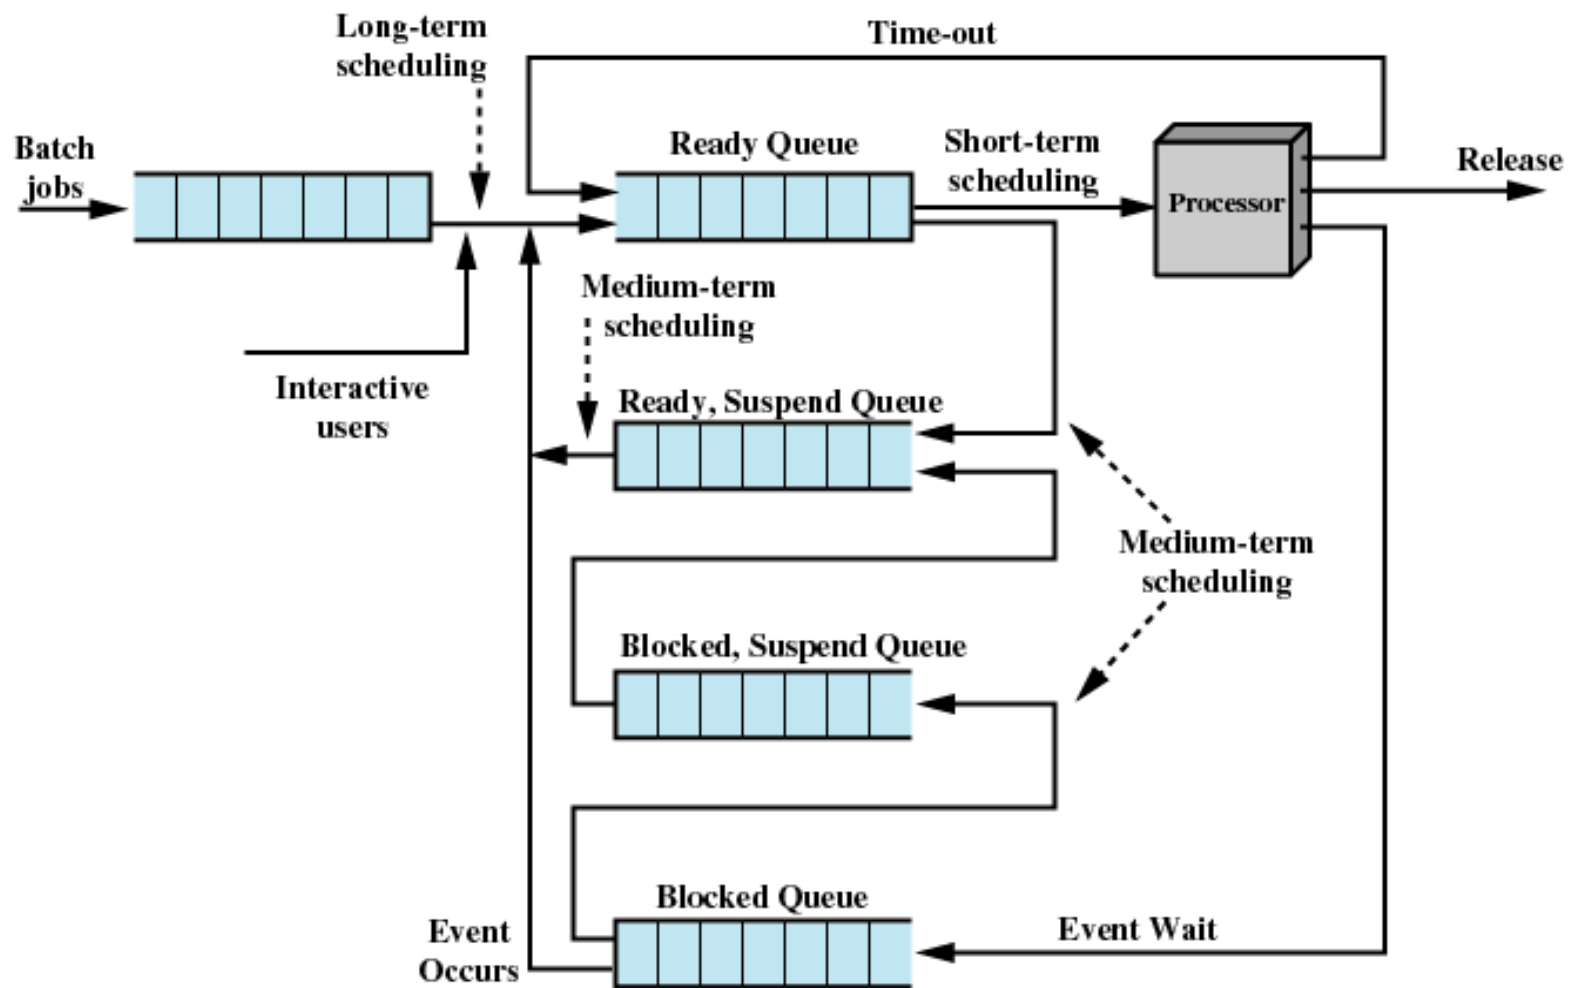 Long-term
scheduling
Time-out
Batch
jobs
Ready Queue
Short-term
scheduling
Processor
Release
Medium-term
scheduling
Interactive
users
Ready, Suspend Queue
Medium-term
scheduling
Blocked, Suspend Queue
Blocked Queue
Event
Occurs
Event Wait